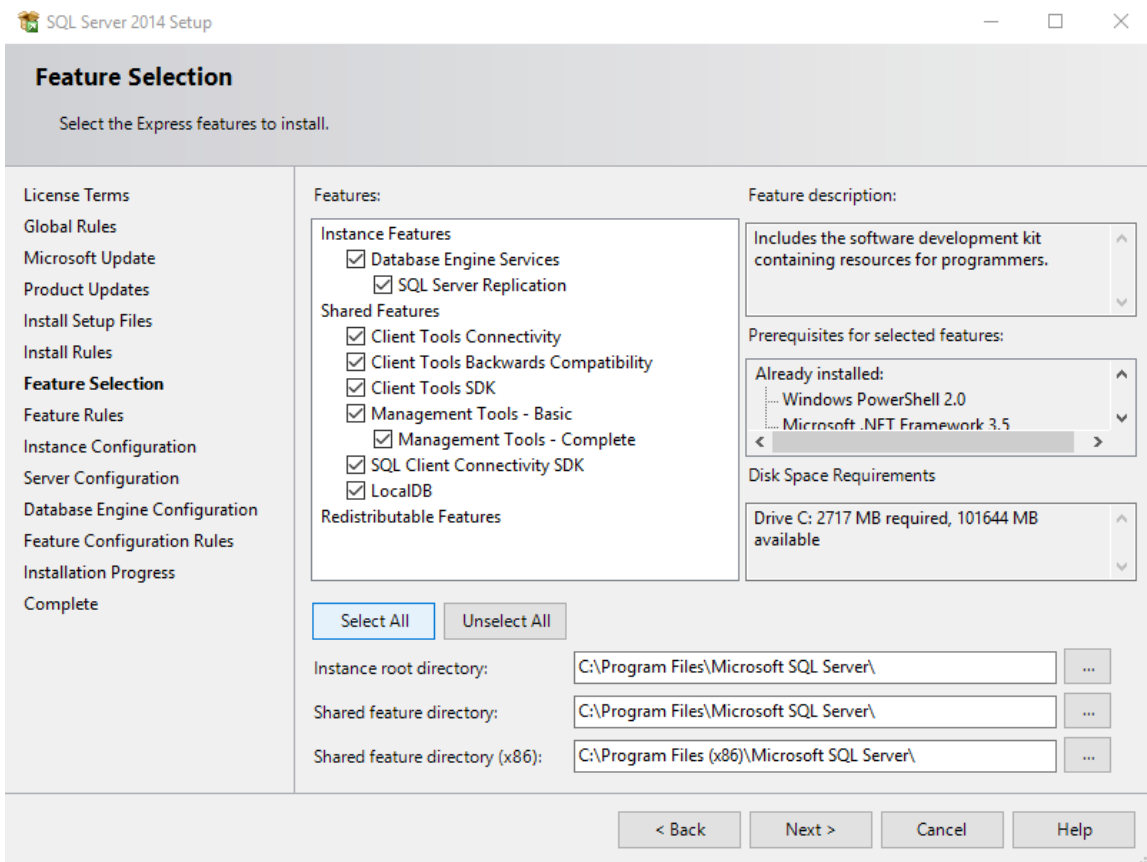 SQL Server 2014 Setup
Feature Selection
Select the Express features to install.
License Terms
Global Rules
Microsoft Update
Product Updates
Install Setup Files
Install Rules
Feature Selection
Feature Rules
Instance Configuration
Server Configuration
Database Engine Configuration
Feature Configuration Rules
Installation Progress
Complete
Features:
Instance Features
Database Engine Services
SQL Server Replication
Shared Features
Client Tools Connectivity
Client Tools Backwards Compatibility
Client Tools SDK
Management Tools - Basic
Management Tools - Complete
SQL Client Connectivity SDK
LocalDB
Redistributable Features
Feature description:
Includes the software development kit
containing resources for programmers.
Prerequisites for selected features:
Already installed:
Windows PowerShell 2.0
Microsoft .NET Framework 3.5
Disk Space Requirements
Drive C: 2717 MB required, 101644 MB
available
Select All
Unselect All
Instance root directory:
C:\Program Files\Microsoft SQL Server\
...
Shared feature directory:
C:\Program Files\Microsoft SQL Server\
...
Shared feature directory (x86):
C:\Program Files (x86)\Microsoft SQL Server\
...
< Back
Next >
Cancel
Help